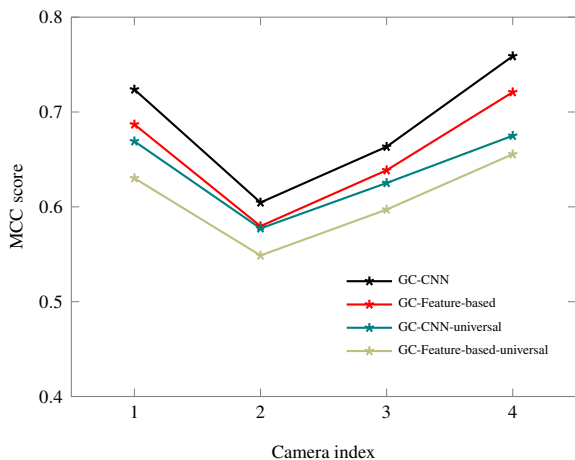 0.8
0.7
0.6
0.5
0.4
MCC score
GC-CNN
GC-Feature-based
GC-CNN-universal
GC-Feature-based-universal
1 2 3 4
Camera index